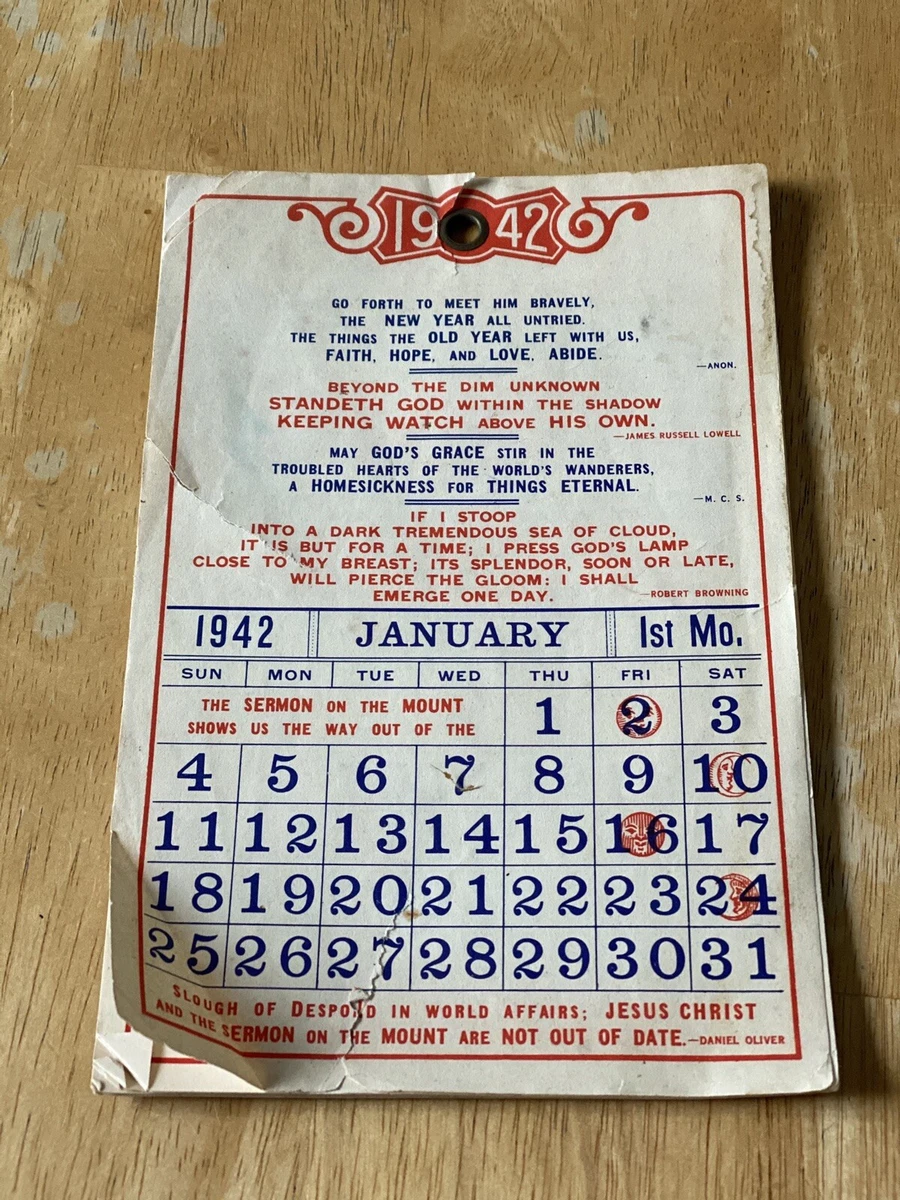 1942
GO FORTH TO MEET HIM BRAVELY,
THE NEW YEAR ALL UNTRIED.
THE THINGS THE OLD YEAR LEFT WITH US,
FAITH, HOPE, AND LOVE, ABIDE.
—ANON.
BEYOND THE DIM UNKNOWN
STANDETH GOD WITHIN THE SHADOW
KEEPING WATCH ABOVE HIS OWN.
—JAMES RUSSELL LOWELL
MAY GOD'S GRACE STIR IN THE
TROUBLED HEARTS OF THE WORLD'S WANDERERS,
A HOMESICKNESS FOR THINGS ETERNAL.
—M. C. S.
IF I STOOP
INTO A DARK TREMENDOUS SEA OF CLOUD,
IT IS BUT FOR A TIME; I PRESS GOD'S LAMP
CLOSE TO MY BREAST; ITS SPLENDOR, SOON OR LATE,
WILL PIERCE THE GLOOM: I SHALL
EMERGE ONE DAY.
—ROBERT BROWNING
1942 JANUARY 1st Mo.
SUN MON TUE WED THU FRI SAT
THE SERMON ON THE MOUNT
SHOWS US THE WAY OUT OF THE
1 2 3
4 5 6 7 8 9 10
11 12 13 14 15 16 17
18 19 20 21 22 23 24
25 26 27 28 29 30 31
SLOUGH OF DESPOND IN WORLD AFFAIRS; JESUS CHRIST
AND THE SERMON ON THE MOUNT ARE NOT OUT OF DATE.—DANIEL OLIVER